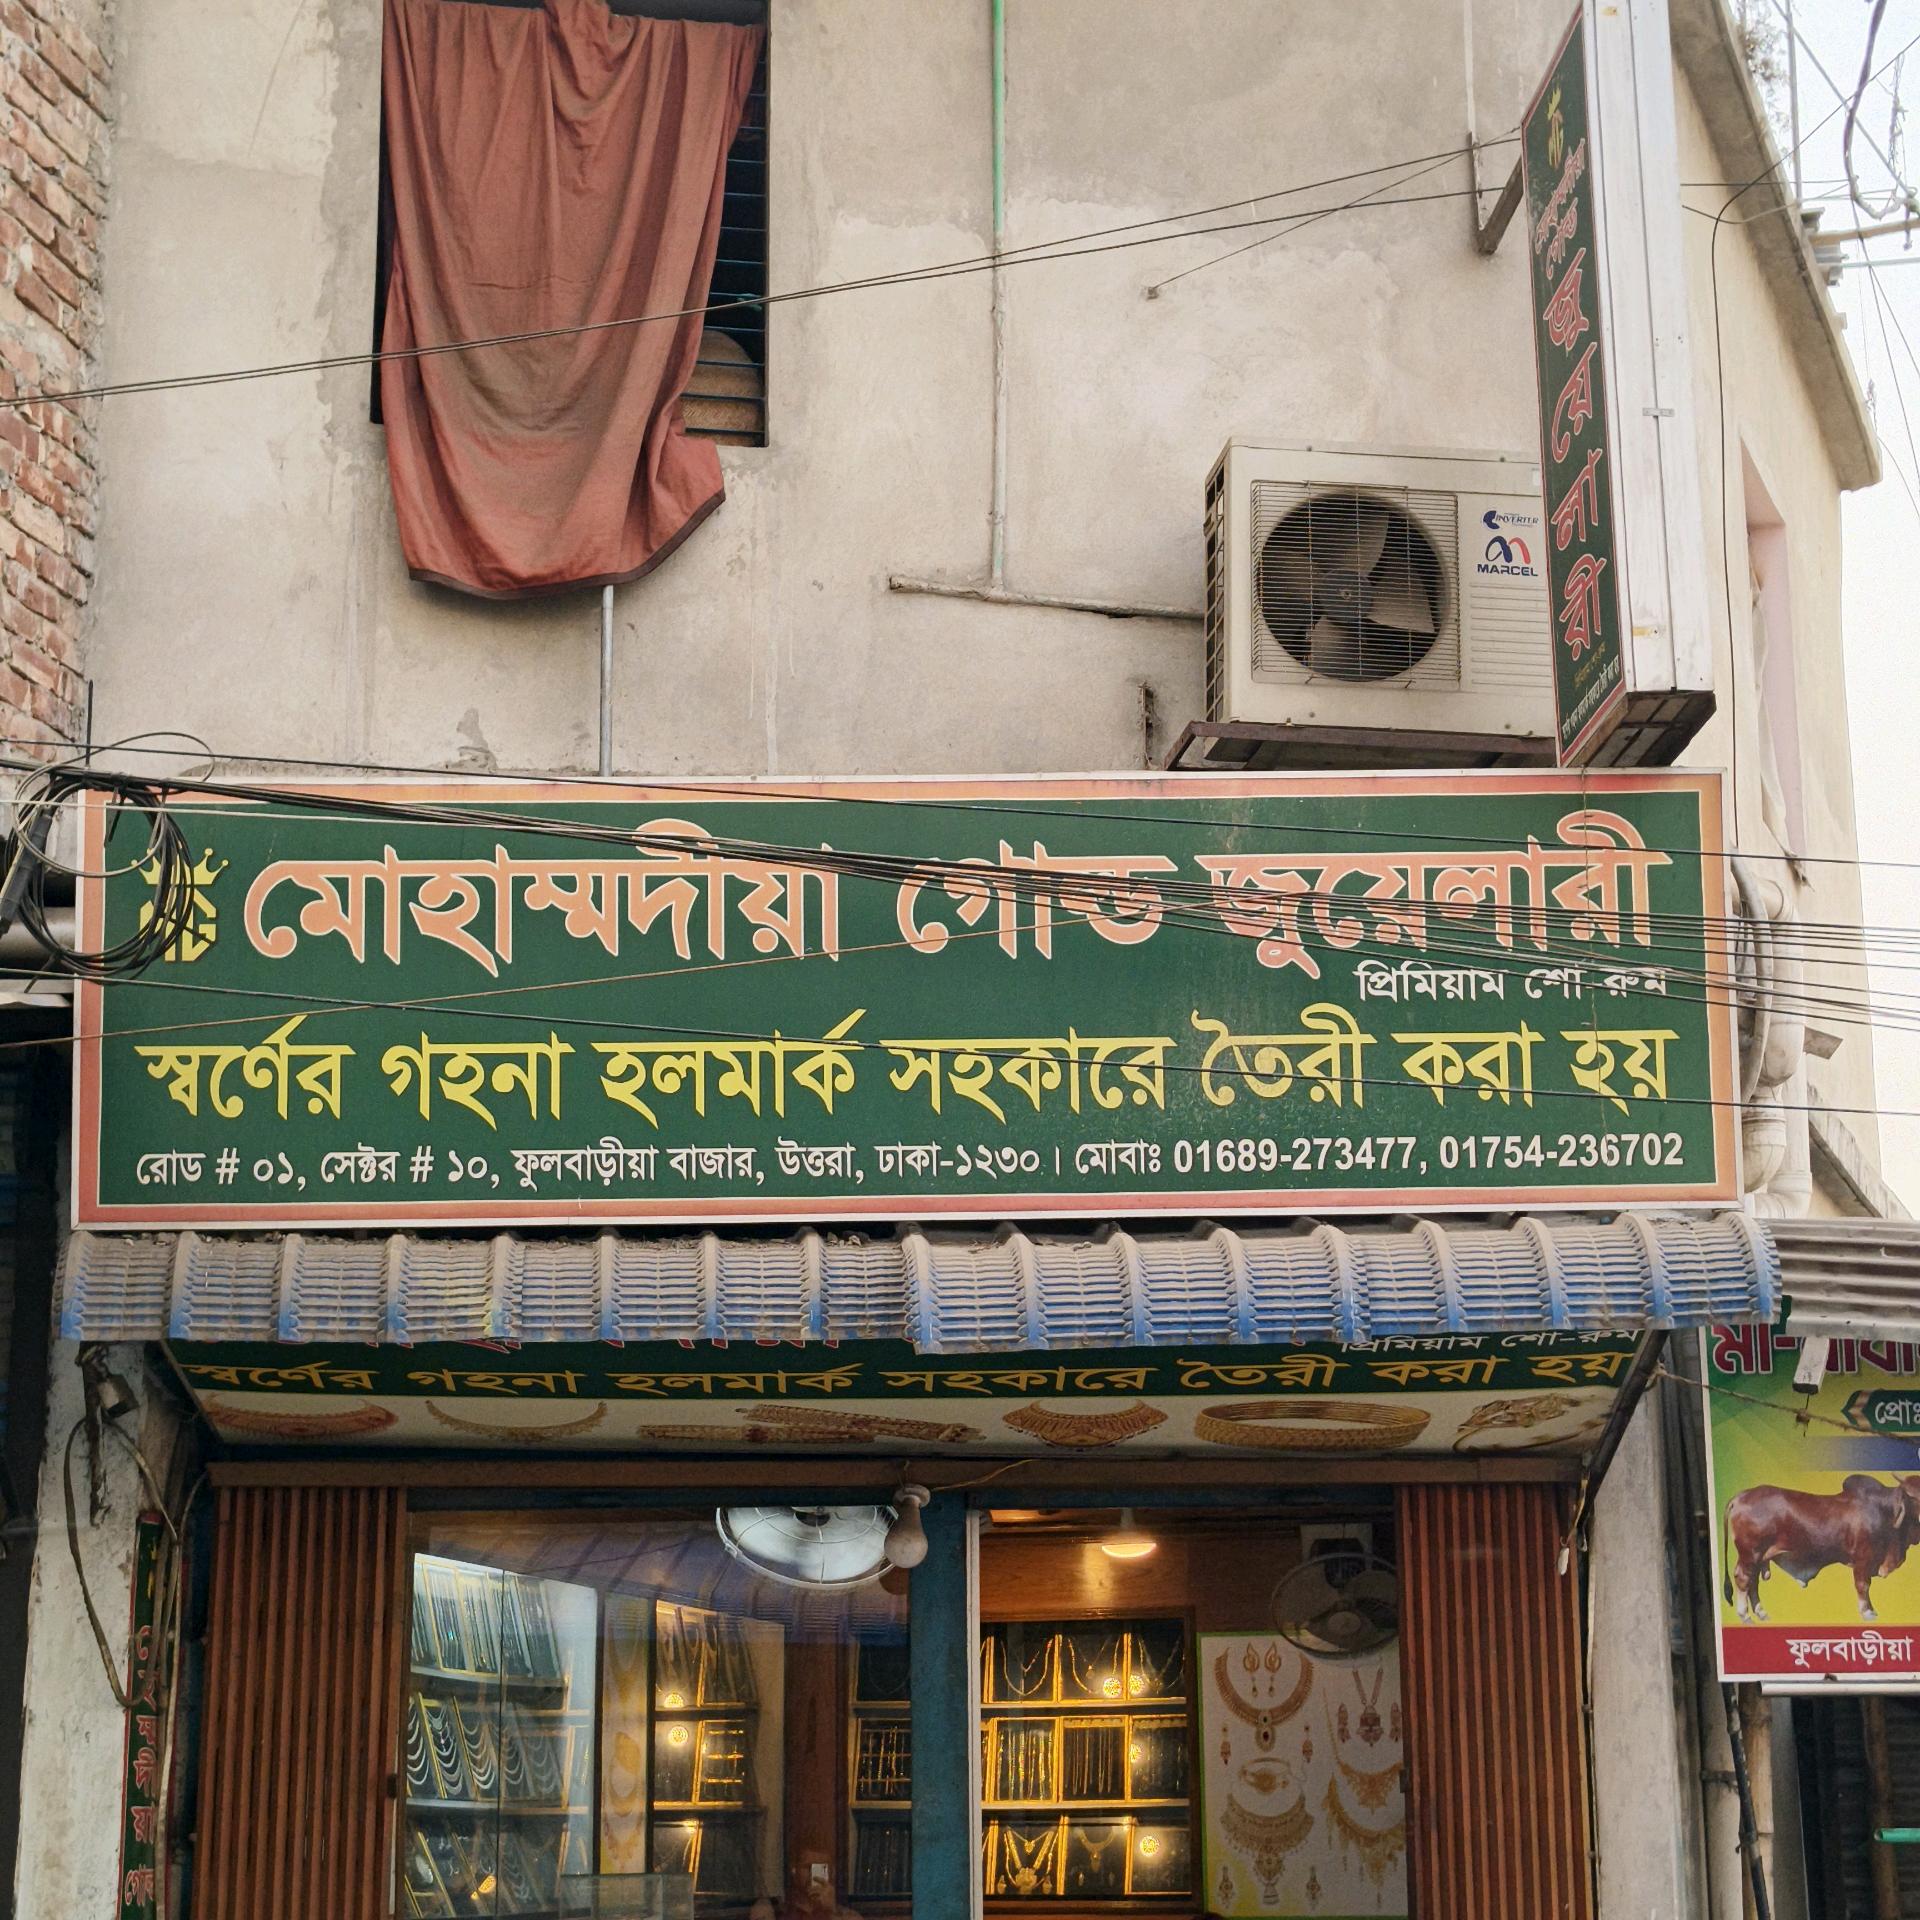 মোহাম্মদীয়া গোল্ড জুয়েলারী
প্রিমিয়াম শো-রুম
স্বর্ণের গহনা হলমার্ক সহকারে তৈরী করা হয়
রোড # ০১, সেক্টর # ১০, ফুলবাড়ীয়া বাজার, উত্তরা, ঢাকা-১২৩০। মোবাঃ 01689-273477, 01754-236702
মোহাম্মদীয়া
গোল্ড
জুয়েলারী
INVERTER
MARCEL
প্রিমিয়াম শো-রুম
স্বর্ণের গহনা হলমার্ক সহকারে তৈরী করা হয়
প্রোঃ
ফুলবাড়ীয়া